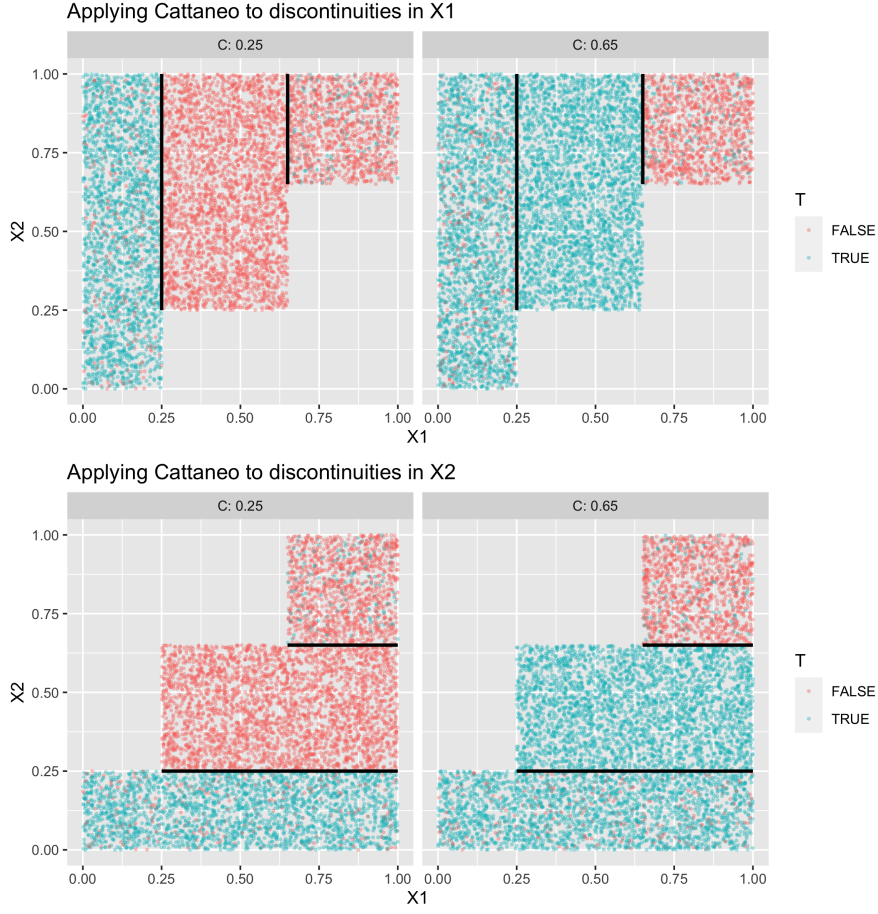 Applying Cattaneo to discontinuities in X1
C: 0.25
C: 0.65
1.00
0.75
0.50
0.25
0.00
X2
0.00 0.25 0.50 0.75 1.00
0.00 0.25 0.50 0.75 1.00
X1
T
FALSE
TRUE
Applying Cattaneo to discontinuities in X2
C: 0.25
C: 0.65
1.00
0.75
0.50
0.25
0.00
X2
0.00 0.25 0.50 0.75 1.00
0.00 0.25 0.50 0.75 1.00
X1
T
FALSE
TRUE